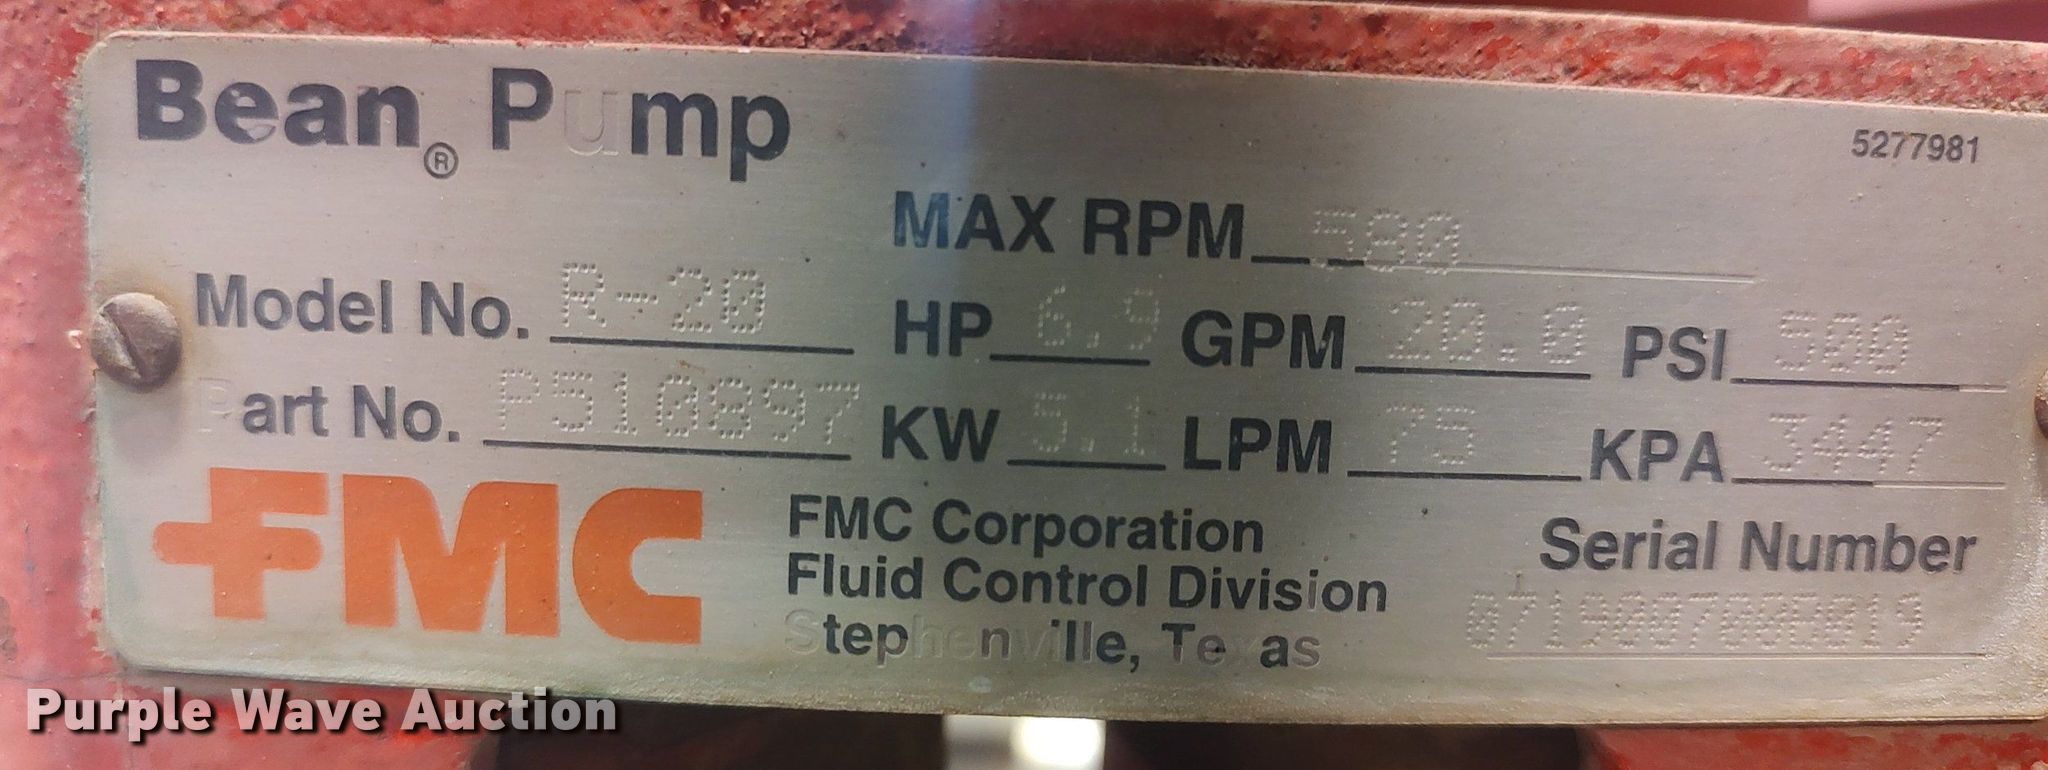 Bean® Pump
5277981
MAX RPM 580
Model No. R-20 HP 6.9 GPM 20.0 PSI 500
Part No. P510897 KW 5.1 LPM 75 KPA 3447
FMC
FMC Corporation
Fluid Control Division
Stephenville, Texas
Serial Number
Purple Wave Auction